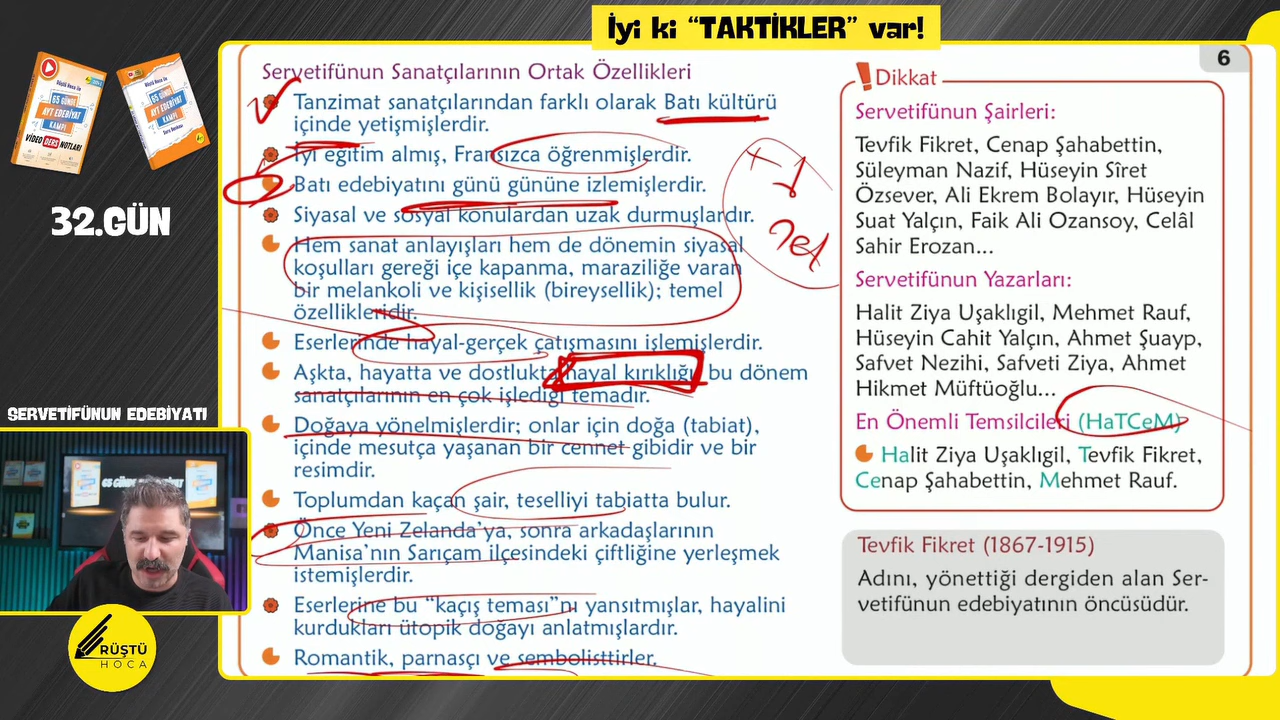 İyi ki “TAKTİKLER” var!
6
32.GÜN
SERVETİFÜNUN EDEBİYATI
RÜŞTÜ
HOCA
Servetifünun Sanatçılarının Ortak Özellikleri
Tanzimat sanatçılarından farklı olarak Batı kültürü
içinde yetişmişlerdir.
İyi eğitim almış, Fransızca öğrenmişlerdir.
Batı edebiyatını günü gününe izlemişlerdir.
Siyasal ve sosyal konulardan uzak durmuşlardır.
Hem sanat anlayışları hem de dönemin siyasal
koşulları gereği içe kapanma, maraziliğe varan
bir melankoli ve kişisellik (bireysellik); temel
özellikleridir.
Eserlerinde hayal-gerçek çatışmasını işlemişlerdir.
Aşkta, hayatta ve dostlukta hayal kırıklığı bu dönem
sanatçılarının en çok işlediği temadır.
Doğaya yönelmişlerdir; onlar için doğa (tabiat),
içinde mesutça yaşanan bir cennet gibidir ve bir
resimdir.
Toplumdan kaçan şair, teselliyi tabiatta bulur.
Önce Yeni Zelanda’ya, sonra arkadaşlarının
Manisa’nın Sarıçam ilçesindeki çiftliğine yerleşmek
istemişlerdir.
Eserlerine bu “kaçış teması”nı yansıtmışlar, hayalini
kurdukları ütopik doğayı anlatmışlardır.
Romantik, parnasçı ve sembolisttirler.
+1
net
Dikkat
Servetifünun Şairleri:
Tevfik Fikret, Cenap Şahabettin,
Süleyman Nazif, Hüseyin Sîret
Özsever, Ali Ekrem Bolayır, Hüseyin
Suat Yalçın, Faik Ali Ozansoy, Celâl
Sahir Erozan...
Servetifünun Yazarları:
Halit Ziya Uşaklıgil, Mehmet Rauf,
Hüseyin Cahit Yalçın, Ahmet Şuayp,
Safvet Nezihi, Safveti Ziya, Ahmet
Hikmet Müftüoğlu...
En Önemli Temsilcileri (HaTCeM)
Halit Ziya Uşaklıgil, Tevfik Fikret,
Cenap Şahabettin, Mehmet Rauf.
Tevfik Fikret (1867-1915)
Adını, yönettiği dergiden alan Ser-
vetifünun edebiyatının öncüsüdür.